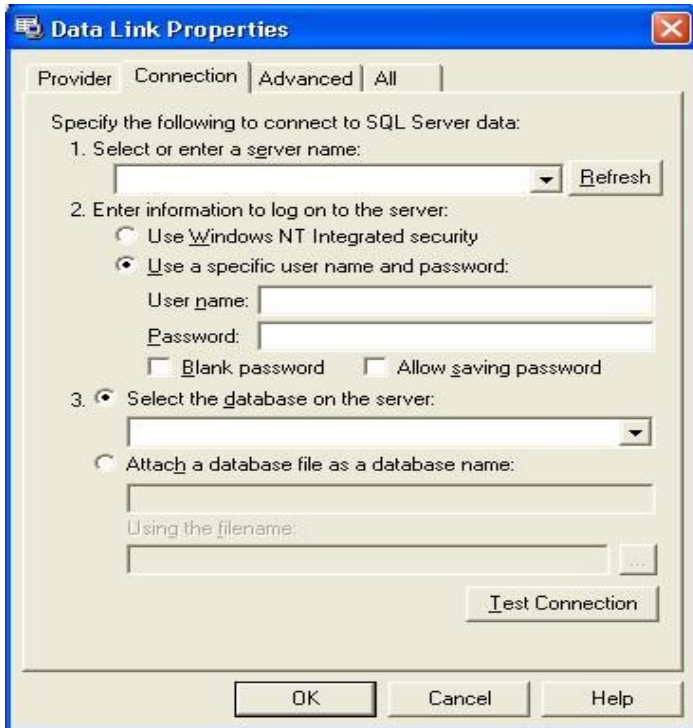 Data Link Properties
Provider Connection Advanced All
Specify the following to connect to SQL Server data:
1. Select or enter a server name:
Refresh
2. Enter information to log on to the server:
Use Windows NT Integrated security
Use a specific user name and password:
User name:
Password:
Blank password Allow saving password
3. Select the database on the server:
Attach a database file as a database name:
Using the filename:
...
Test Connection
OK Cancel Help